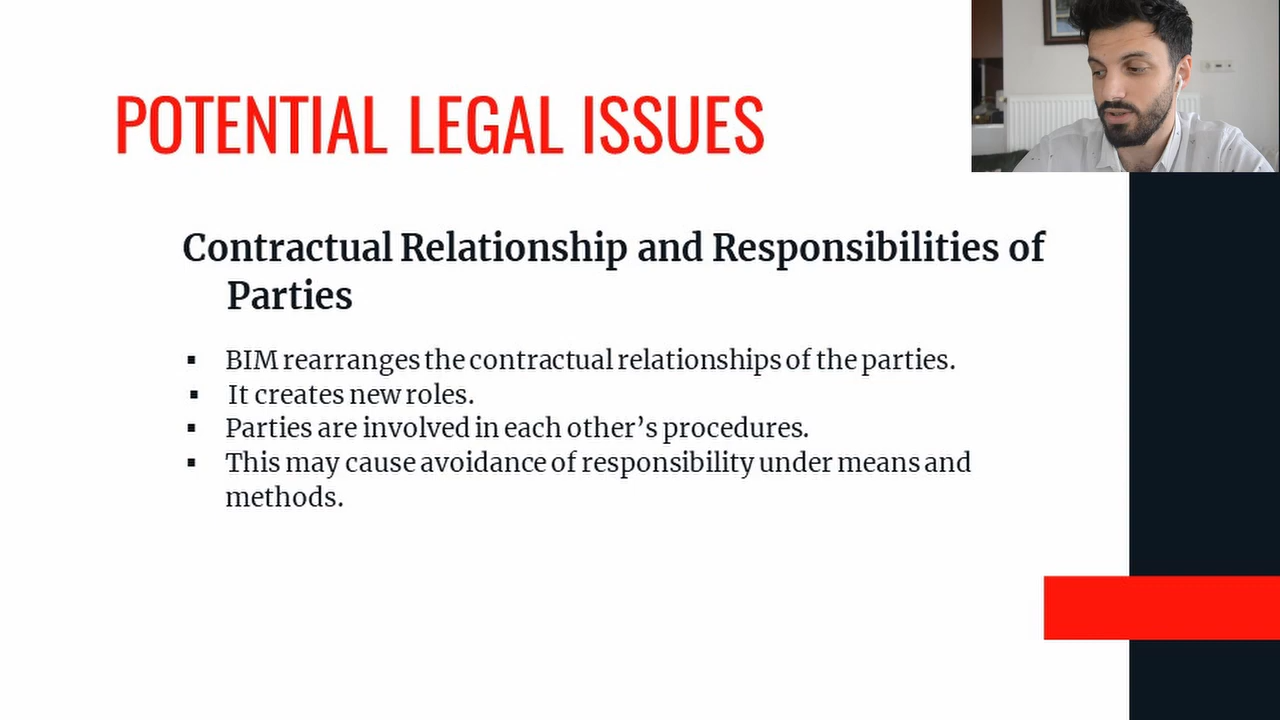 POTENTIAL LEGAL ISSUES
Contractual Relationship and Responsibilities of
Parties
▪ BIM rearranges the contractual relationships of the parties.
▪ It creates new roles.
▪ Parties are involved in each other’s procedures.
▪ This may cause avoidance of responsibility under means and
methods.